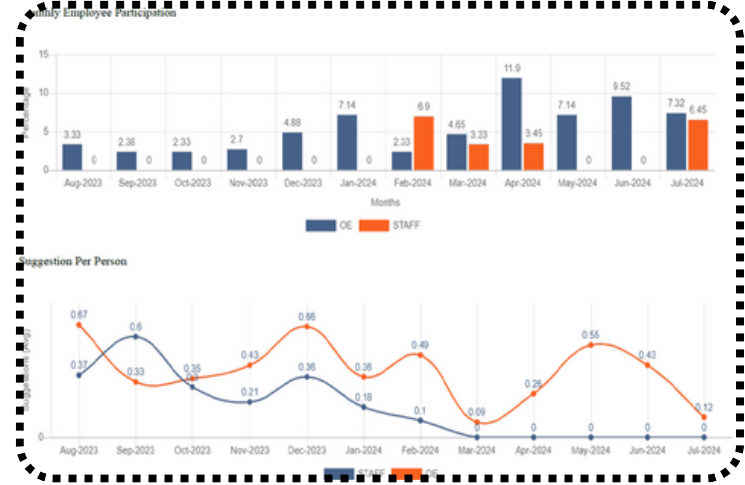 Monthly Employee Participation
15
11.9
10
9.52
7.14 6.9 7.14 7.32 6.45
4.88 4.65
5
3.33 2.38 2.33 2.7 2.33 3.33 3.45
0 0 0 0 0 0 0 0 0
Percentage
Aug-2023 Sep-2023 Oct-2023 Nov-2023 Dec-2023 Jan-2024 Feb-2024 Mar-2024 Apr-2024 May-2024 Jun-2024 Jul-2024
Months
OE STAFF
Suggestion Per Person
0.67 0.6 0.66
0.55
0.49
0.43 0.43
0.37 0.33 0.35 0.36 0.36
0.3
0.26
0.21 0.18
0.1 0.09 0.12
0 0 0 0 0
0
Aug-2023 Sep-2023 Oct-2023 Nov-2023 Dec-2023 Jan-2024 Feb-2024 Mar-2024 Apr-2024 May-2024 Jun-2024 Jul-2024
STAFF OE